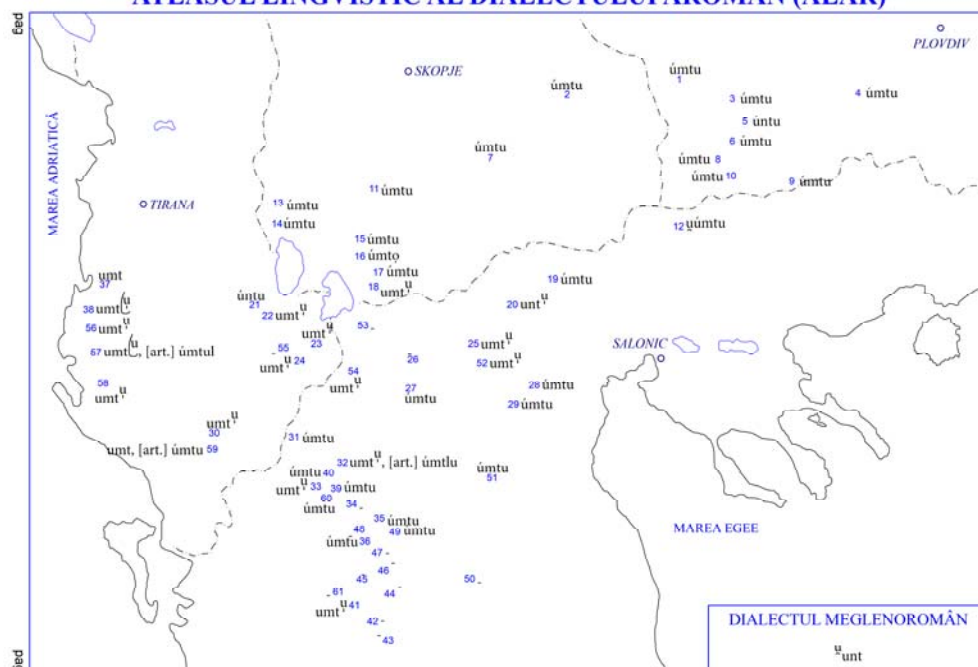 ATLASUL LINGVISTIC AL DIALECTULUI AROMÂN (ALAR)
PLOVDIV
SKOPJE
úmtu
1
2 úmtu
3 úmtu
4 úmtu
5 úntu
6 úmtu
úmtu
7
úmtu 8
úmtu 10
9 úmtu
MAREA ADRIATICĂ
TIRANA
11 úmtu
13 úmtu
14 úmtu
12 u̯úmtu
15 úmtu
16 úmtọ
17 úmtu
18 umtᵘ̯
19 úmtu
20 untᵘ̯
umt
37
úntu
21
22 umtᵘ̯
38 umt(ᵘ̯
56 umtᵘ̯
67 umt(ᵘ̯, [art.] úmtul
umtᵘ̯
23
53 -
25 umtᵘ̯
SALONIC
55 -
umtᵘ̯ 24
26 -
52 umtᵘ̯
54
umtᵘ̯
58
umtᵘ̯
27
úmtu
28 úmtu
29 úmtu
umtᵘ̯
30
umt, [art.] úmtu 59
31 úmtu
32 umtᵘ̯, [art.] úmtlu
úmtu 40
úmtu
51
umtᵘ̯ 33
39 úmtu
60
úmtu
34 -
35 úmtu
49 úmtu
48 -
úmtu 36
MAREA EGEE
47 -
46 -
45 -
44 -
50 -
- 61
umtᵘ̯ 41
42 -
43 -
DIALECTUL MEGLENOROMÂN
ᵘ̯unt